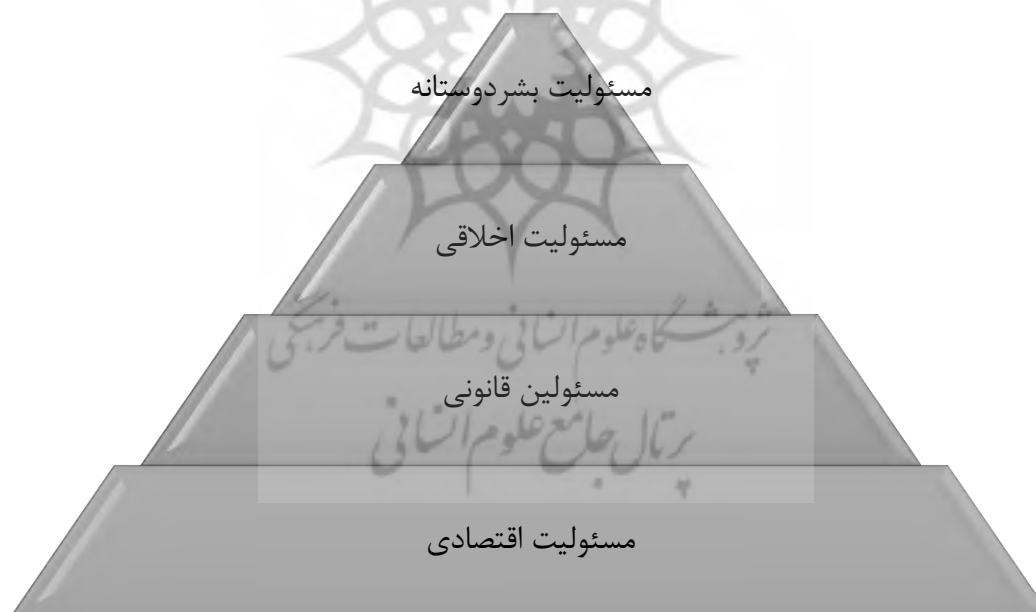 مسئولیت بشردوستانه
مسئولیت اخلاقی
پژوهشگاه علوم انسانی و مطالعات فرهنگی
مسئولین قانونی
پرتال جامع علوم انسانی
مسئولیت اقتصادی